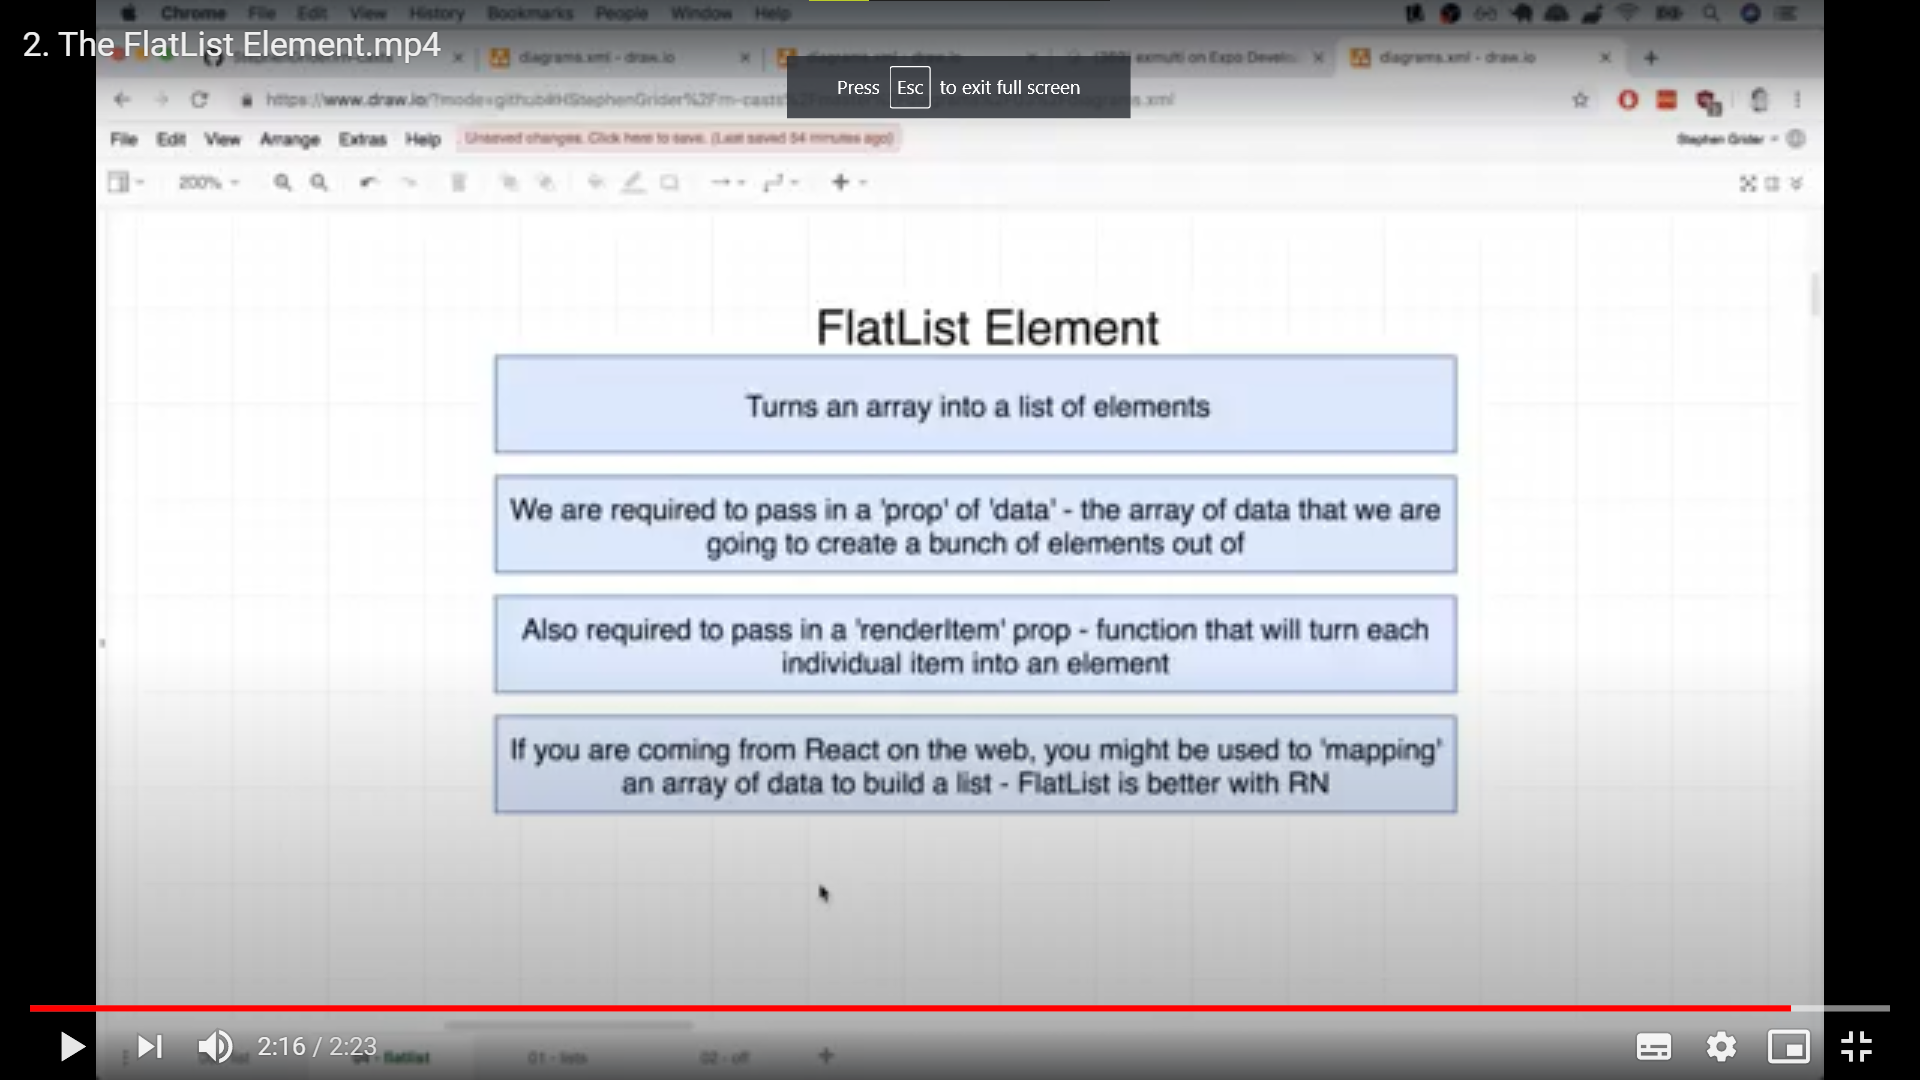 Chrome File Edit View History Bookmarks People Window Help
2. The FlatList Element.mp4
diagrams.xml - draw.io
exmulti on Expo Develo
diagrams.xml - draw.io
Press Esc to exit full screen
https://www.draw.io/?mode=github#HStephenGrider%2Frn-casts
File Edit View Arrange Extras Help Unsaved changes. Click here to save. (Last saved 54 minutes ago)
Stephen Grider
200%
FlatList Element
Turns an array into a list of elements
We are required to pass in a 'prop' of 'data' - the array of data that we are
going to create a bunch of elements out of
Also required to pass in a 'renderItem' prop - function that will turn each
individual item into an element
If you are coming from React on the web, you might be used to 'mapping'
an array of data to build a list - FlatList is better with RN
2:16 / 2:23
flatlist 01 - lists 02 -